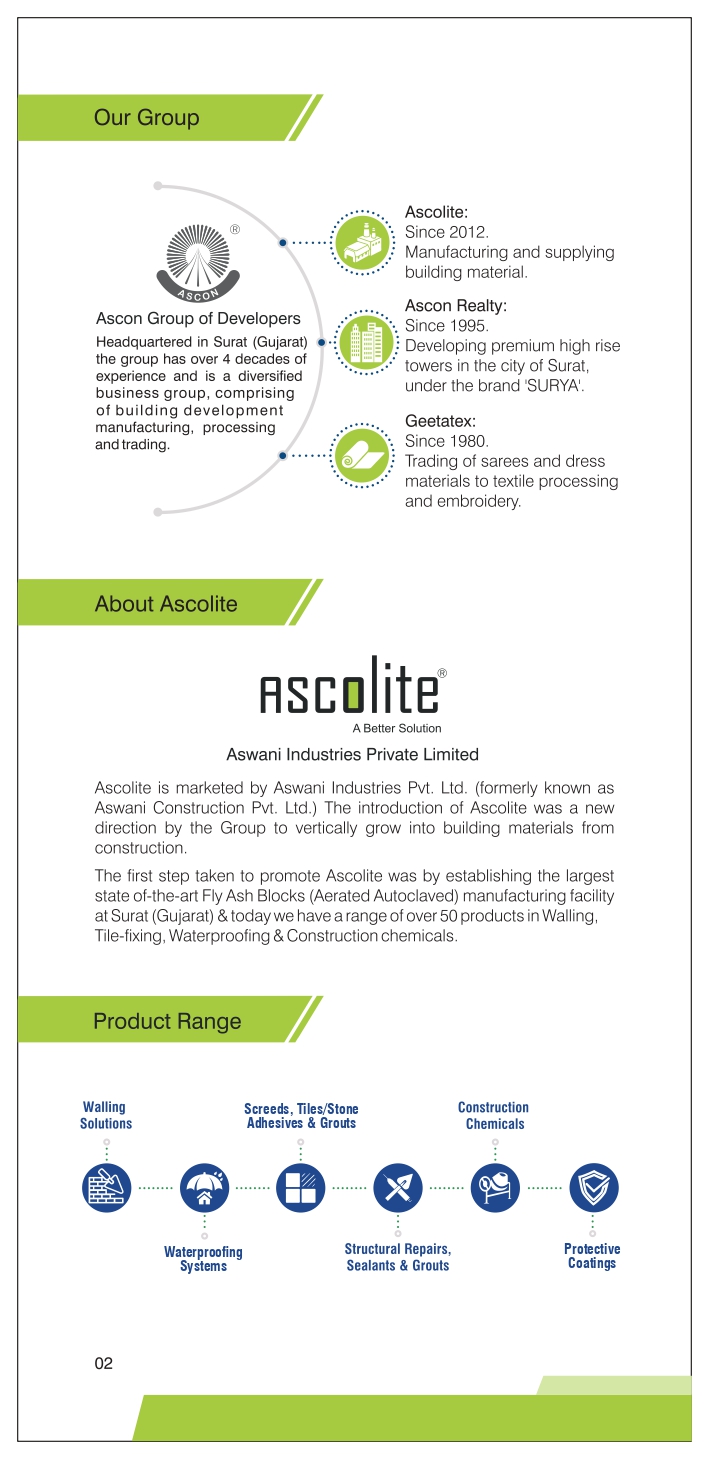 Our Group
®
ASCON
Ascon Group of Developers
Headquartered in Surat (Gujarat)
the group has over 4 decades of
experience and is a diversified
business group, comprising
of building development
manufacturing, processing
and trading.
Ascolite:
Since 2012.
Manufacturing and supplying
building material.
Ascon Realty:
Since 1995.
Developing premium high rise
towers in the city of Surat,
under the brand 'SURYA'.
Geetatex:
Since 1980.
Trading of sarees and dress
materials to textile processing
and embroidery.
About Ascolite
Ascolite®
A Better Solution
Aswani Industries Private Limited
Ascolite is marketed by Aswani Industries Pvt. Ltd. (formerly known as
Aswani Construction Pvt. Ltd.) The introduction of Ascolite was a new
direction by the Group to vertically grow into building materials from
construction.
The first step taken to promote Ascolite was by establishing the largest
state of-the-art Fly Ash Blocks (Aerated Autoclaved) manufacturing facility
at Surat (Gujarat) & today we have a range of over 50 products in Walling,
Tile-fixing, Waterproofing & Construction chemicals.
Product Range
Walling
Solutions
Waterproofing
Systems
Screeds, Tiles/Stone
Adhesives & Grouts
Structural Repairs,
Sealants & Grouts
Construction
Chemicals
Protective
Coatings
02